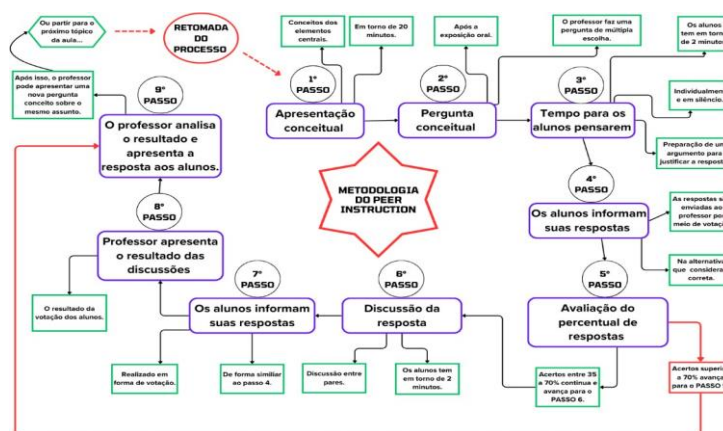 Ou partir para o
próximo tópico
da aula...
RETOMADA
DO
PROCESSO
Conceitos dos
elementos
centrais.
Em torno de 20
minutos.
Após a
exposição oral.
O professor faz uma
pergunta de múltipla
escolha.
Os alunos
tem em torno
de 2 minutos
Após isso, o professor
pode apresentar uma
nova pergunta
conceito sobre o
mesmo assunto.
1º
PASSO
Apresentação
conceitual
2º
PASSO
Pergunta
conceitual
3º
PASSO
Tempo para os
alunos pensarem
Individualmen
e em silêncio.
Preparação de um
argumento para
justificar a resposta
9º
PASSO
O professor analisa
o resultado e
apresenta a
resposta aos alunos.
METODOLOGIA
DO PEER
INSTRUCTION
4º
PASSO
Os alunos informam
suas respostas
As respostas sã
enviadas ao
professor por
meio de votaçã
Na alternativa
que considera
correta.
8º
PASSO
Professor apresenta
o resultado das
discussões
O resultado da
votação dos alunos.
7º
PASSO
Os alunos informam
suas respostas
Realizado em
forma de votação.
De forma similiar
ao passo 4.
6º
PASSO
Discussão da
resposta
Discussão entre
pares.
Os alunos tem
em torno de
2 minutos.
5º
PASSO
Avaliação do
percentual de
respostas
Acertos entre 35
a 70% continua e
avança para o
PASSO 6.
Acertos superio
a 70% avança
para o PASSO